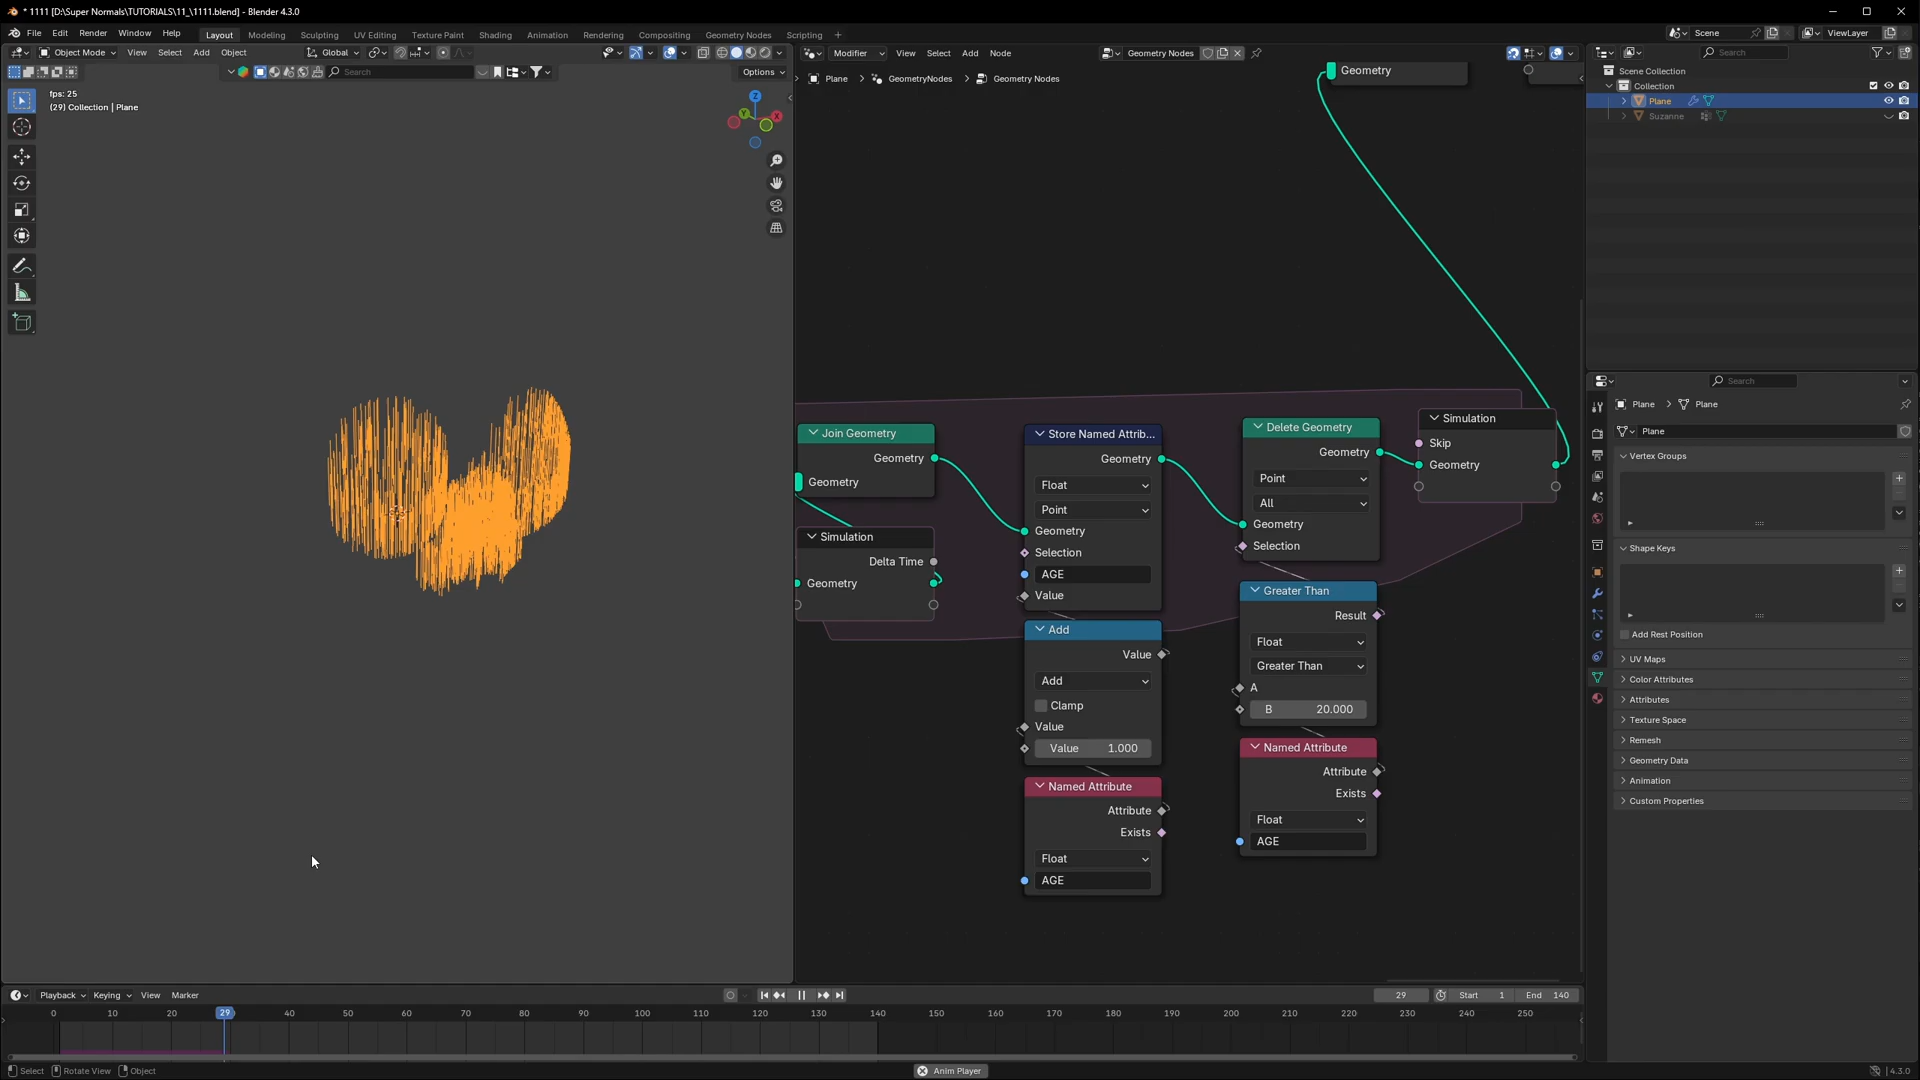 * 1111 [D:\Super Normals\TUTORIALS\11_\1111.blend] - Blender 4.3.0
File Edit Render Window Help Layout Modeling Sculpting UV Editing Texture Paint Shading Animation Rendering Compositing Geometry Nodes Scripting + Scene ViewLayer
Object Mode View Select Add Object Global
Modifier View Select Add Node Geometry Nodes
Search
Search Options
fps: 25
(29) Collection | Plane
Z
Y
X
Plane > GeometryNodes > Geometry Nodes
Geometry
Join Geometry
Geometry
Geometry
Simulation
Delta Time
Geometry
Store Named Attrib...
Geometry
Float
Point
Geometry
Selection
AGE
Value
Add
Value
Add
Clamp
Value
Value 1.000
Named Attribute
Attribute
Exists
Float
AGE
Delete Geometry
Geometry
Point
All
Geometry
Selection
Greater Than
Result
Float
Greater Than
A
B 20.000
Named Attribute
Attribute
Exists
Float
AGE
Simulation
Skip
Geometry
Scene Collection
Collection
Plane
Suzanne
Search
Plane > Plane
Plane
Vertex Groups
Shape Keys
Add Rest Position
UV Maps
Color Attributes
Attributes
Texture Space
Remesh
Geometry Data
Animation
Custom Properties
Playback Keying View Marker 29 Start 1 End 140
0 10 20 29 40 50 60 70 80 90 100 110 120 130 140 150 160 170 180 190 200 210 220 230 240 250
Select Rotate View Object Anim Player 4.3.0